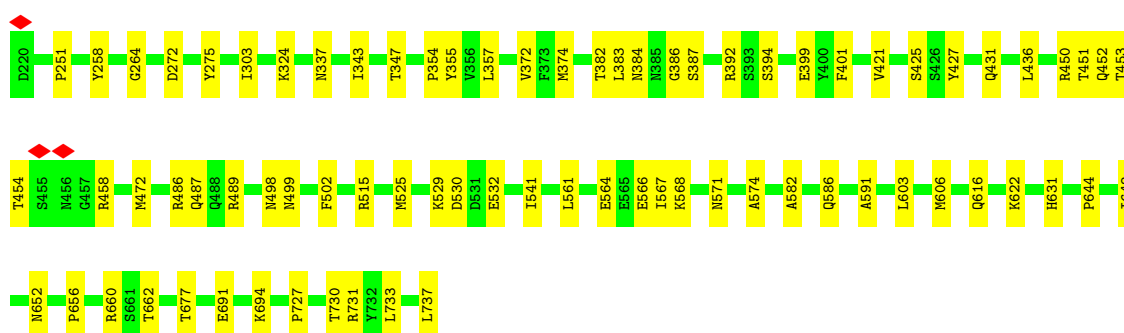 D220 P251 Y258 G264 D272 Y275 I303 K324 N337 I343 T347 P354 Y355 V356 L357 V372 F373 M374 T382 L383 N384 N385 G386 S387 R392 S393 S394 E399 Y400 F401 V421 S425 S426 Y427 Q431 L436 R450 T451 Q452 T453
T454 S455 N456 G457 R458 M472 R486 Q487 Q488 R489 N498 N499 F502 R515 M525 K529 D530 D531 E532 I541 L561 E564 E565 E566 I567 K568 N571 A574 A582 Q586 A591 L603 M606 Q616 K622 H631 P644
N652 P656 R660 S661 T662 T677 E691 K694 P727 T730 R731 Y732 L733 L737